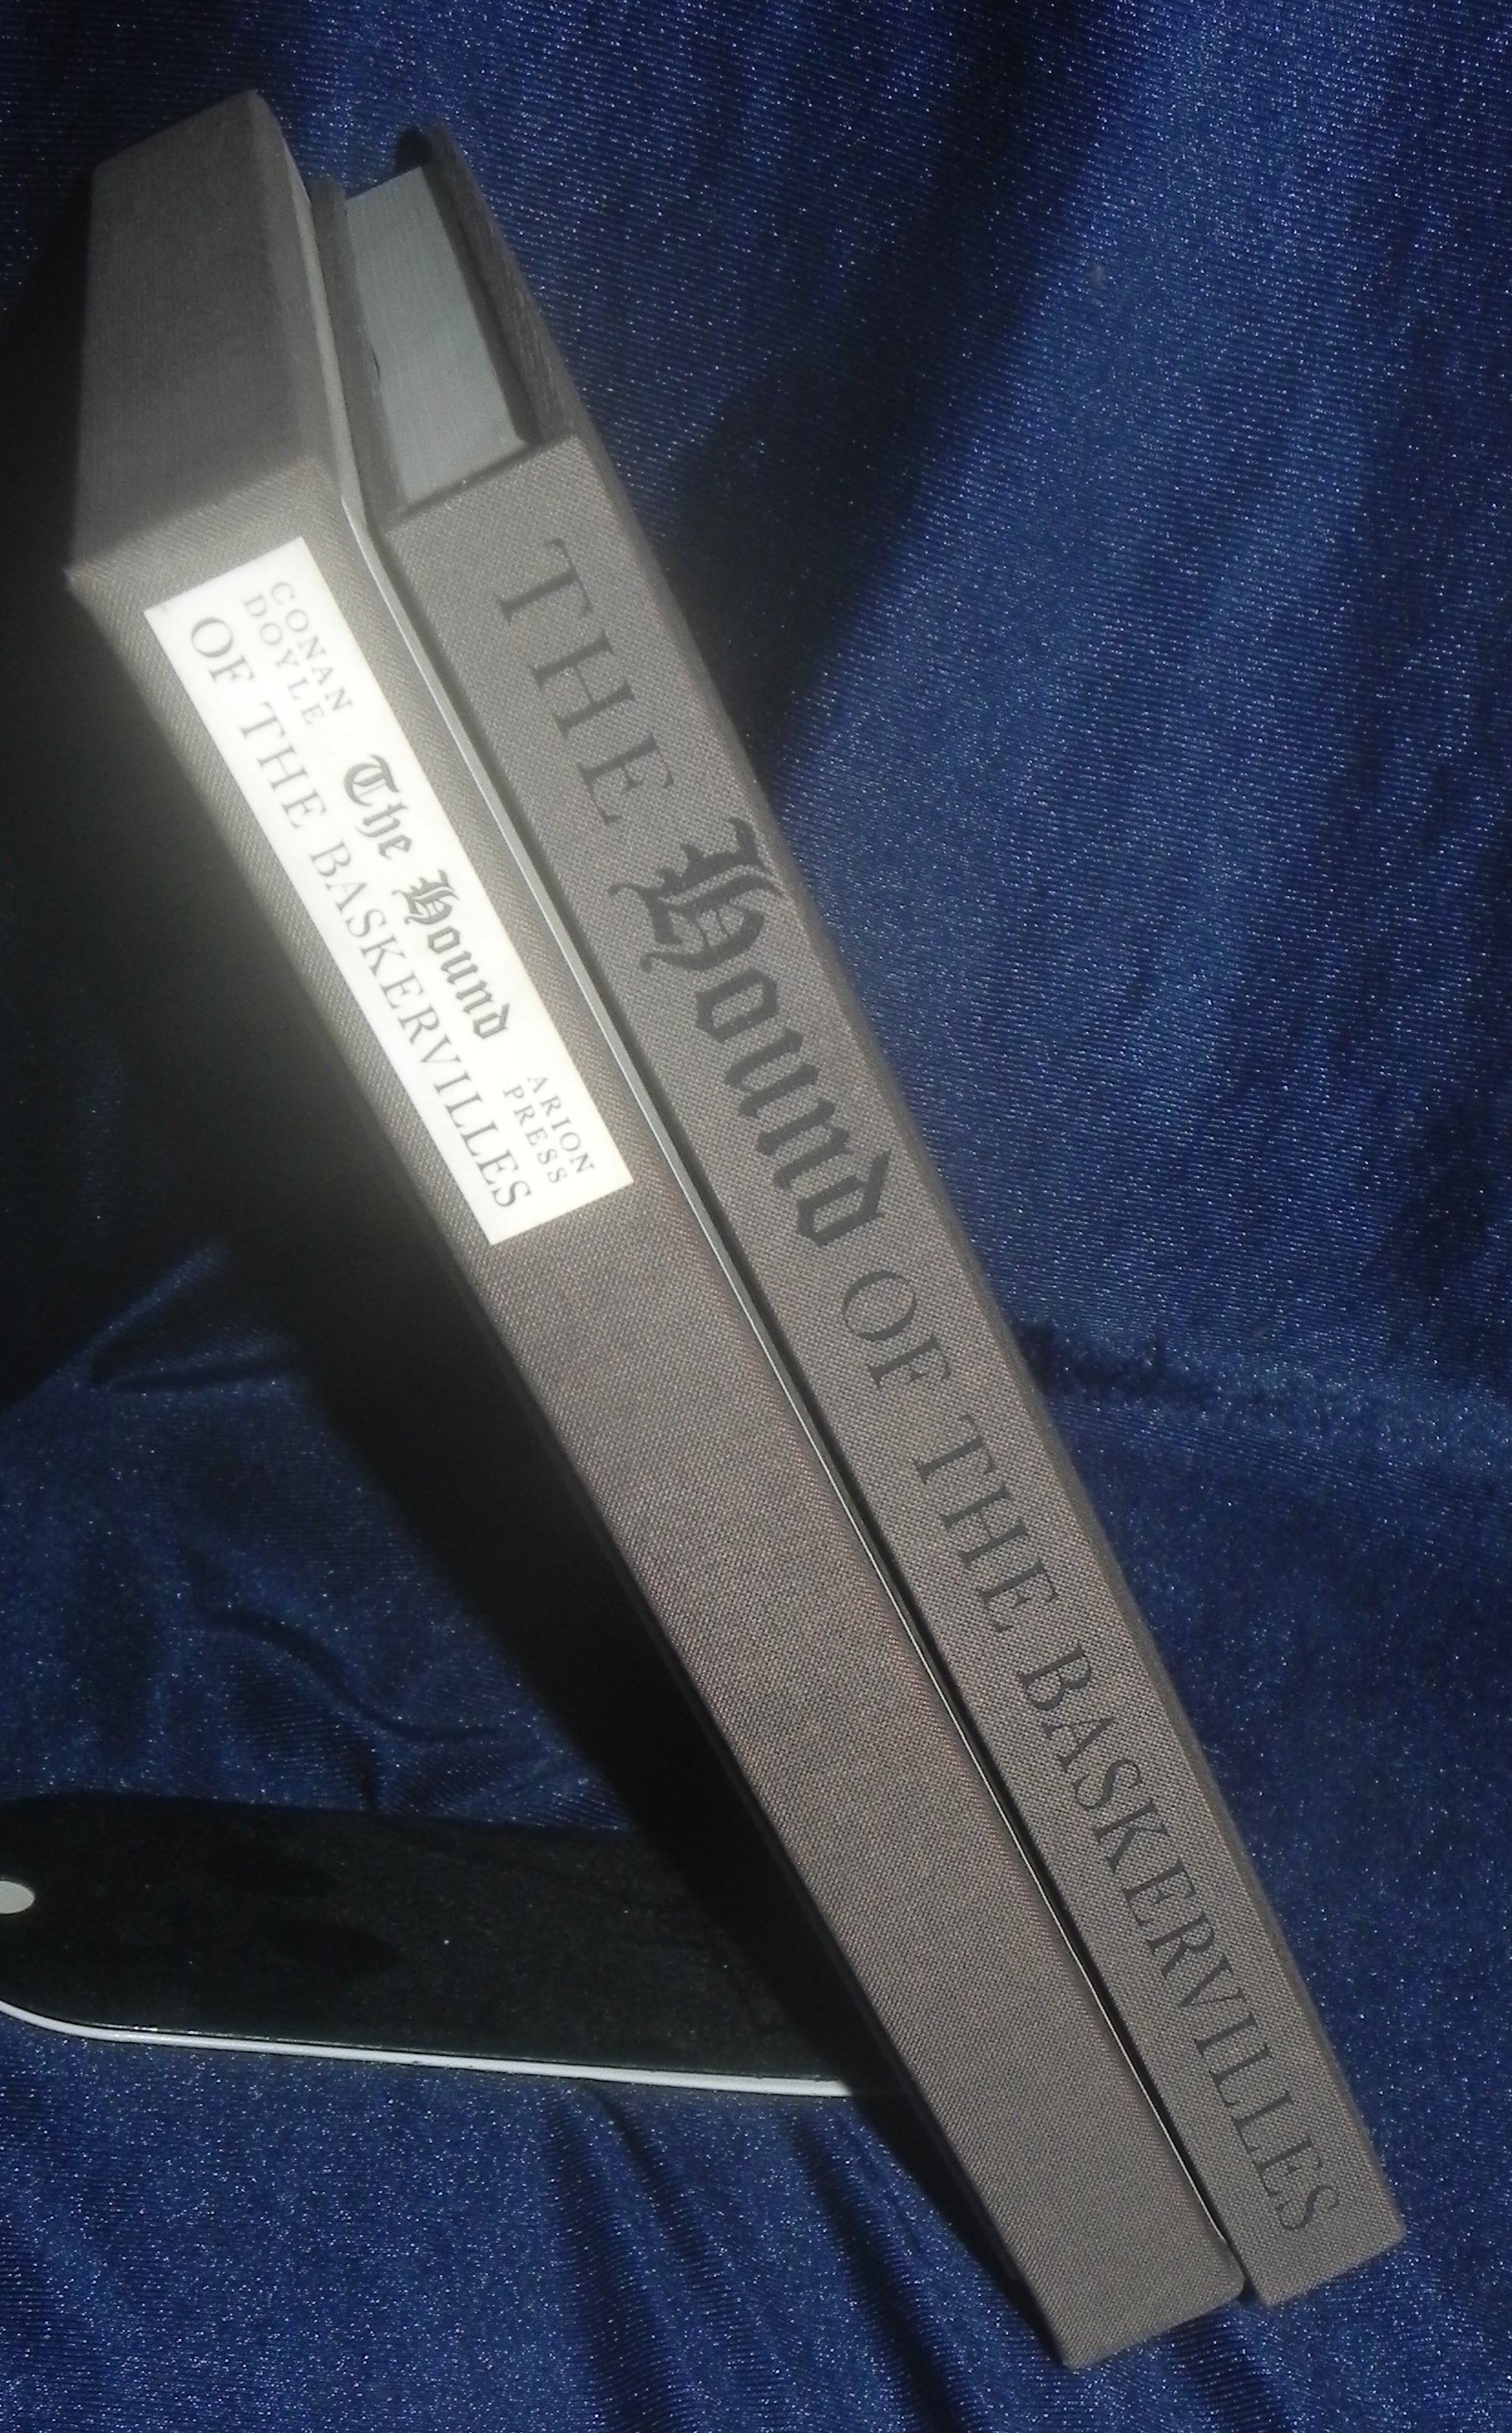 CONAN
DOYLE
The Hound
ARION
PRESS
OF THE BASKERVILLES
THE Hound OF THE BASKERVILLES